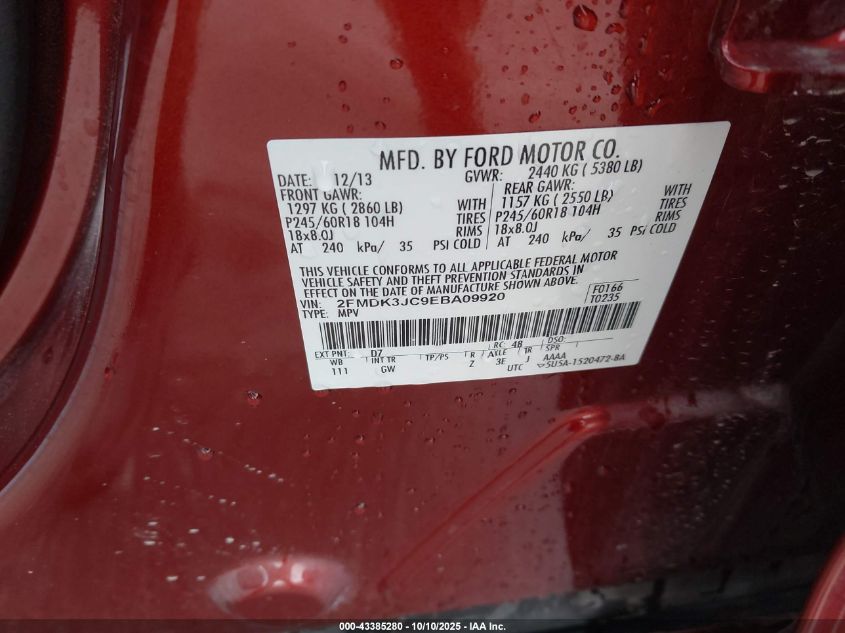 MFD. BY FORD MOTOR CO.
DATE: 12/13 GVWR: 2440 KG ( 5380 LB)
FRONT GAWR: WITH REAR GAWR: WITH
1297 KG ( 2860 LB) TIRES 1157 KG ( 2550 LB) TIRES
P245/60R18 104H RIMS P245/60R18 104H RIMS
18x8.0J 18x8.0J
AT 240 kPa/ 35 PSI COLD AT 240 kPa/ 35 PSI COLD
THIS VEHICLE CONFORMS TO ALL APPLICABLE FEDERAL MOTOR
VEHICLE SAFETY AND THEFT PREVENTION STANDARDS IN
EFFECT ON THE DATE OF MANUFACTURE SHOWN ABOVE.
VIN: 2FMDK3JC9EBA09920 F0166
TYPE: MPV T0235
EXT PNT: DZ RC: 48 DSO:
WB INT TR TP/PS R AXLE TR SPR
111 GW Z 3E J AAAA
UTC 5U5A-1520472-BA
000-43385280 - 10/10/2025 - IAA Inc.